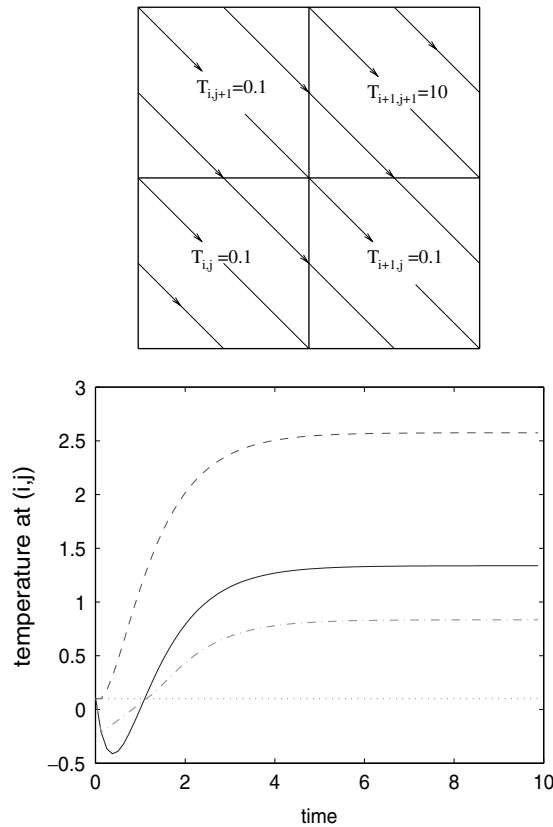 T_{i,j+1}=0.1
T_{i+1,j+1}=10
T_{i,j} =0.1
T_{i+1,j} =0.1
3
2.5
2
1.5
1
0.5
0
−0.5
temperature at (i,j)
0 2 4 6 8 10
time